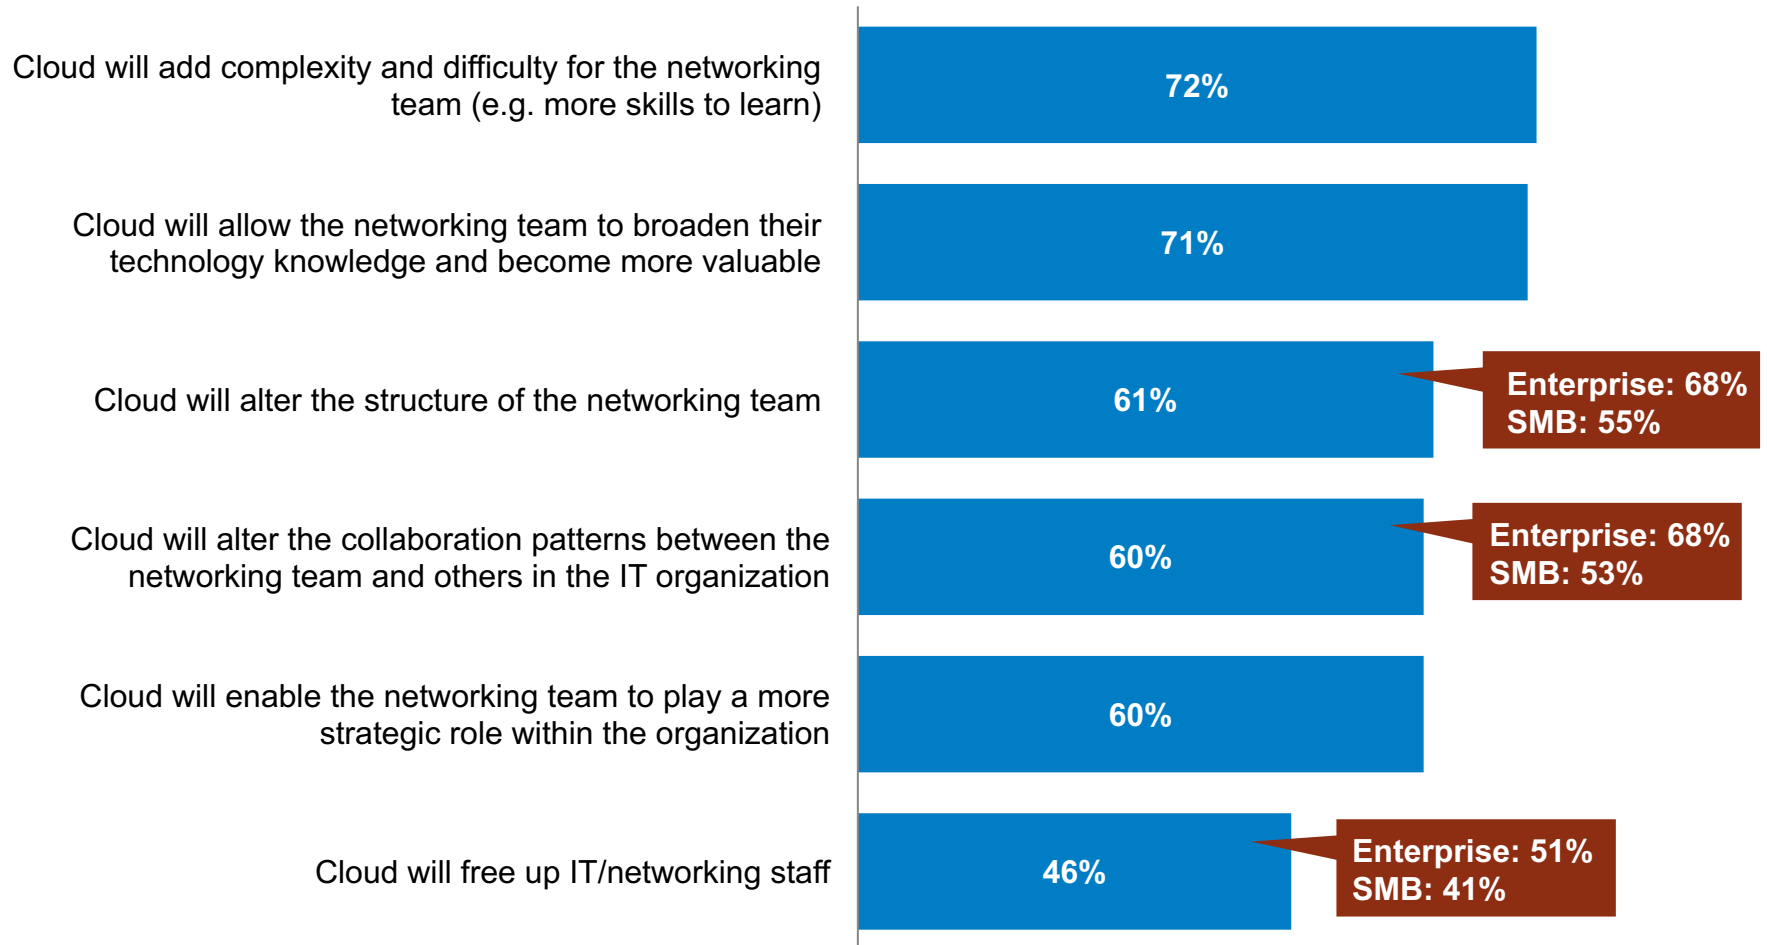 Cloud will add complexity and difficulty for the networking
team (e.g. more skills to learn)
72%
Cloud will allow the networking team to broaden their
technology knowledge and become more valuable
71%
Cloud will alter the structure of the networking team
61%
Enterprise: 68%
SMB: 55%
Cloud will alter the collaboration patterns between the
networking team and others in the IT organization
60%
Enterprise: 68%
SMB: 53%
Cloud will enable the networking team to play a more
strategic role within the organization
60%
Cloud will free up IT/networking staff
46%
Enterprise: 51%
SMB: 41%